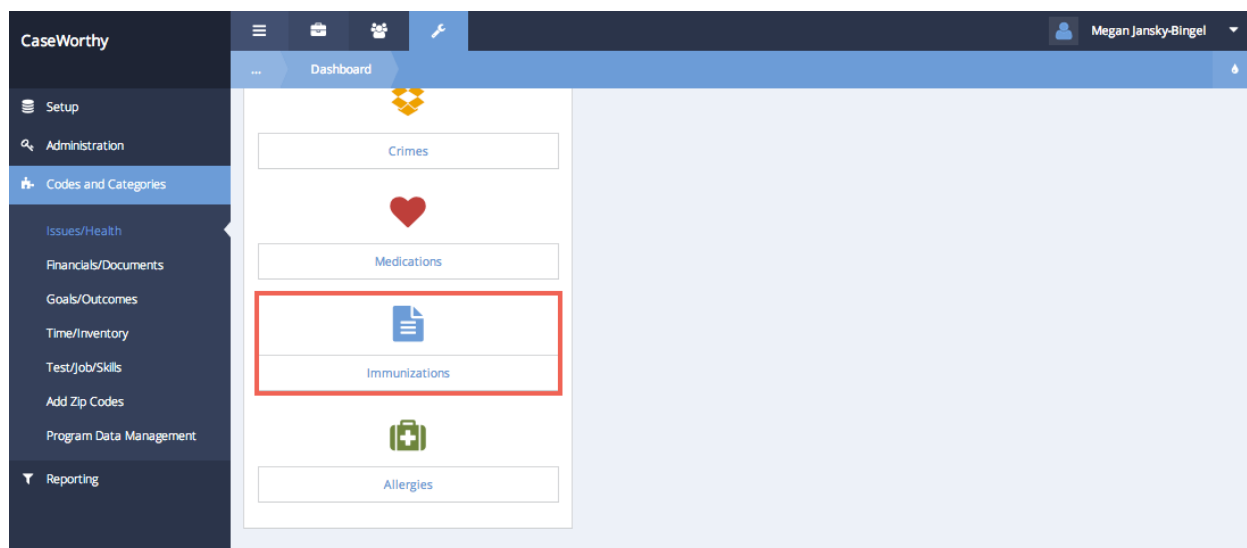 CaseWorthy
Megan Jansky-Bingel
...
Dashboard
Setup
Administration
Codes and Categories
Issues/Health
Financials/Documents
Goals/Outcomes
Time/Inventory
Test/Job/Skills
Add Zip Codes
Program Data Management
Reporting
Crimes
Medications
Immunizations
Allergies